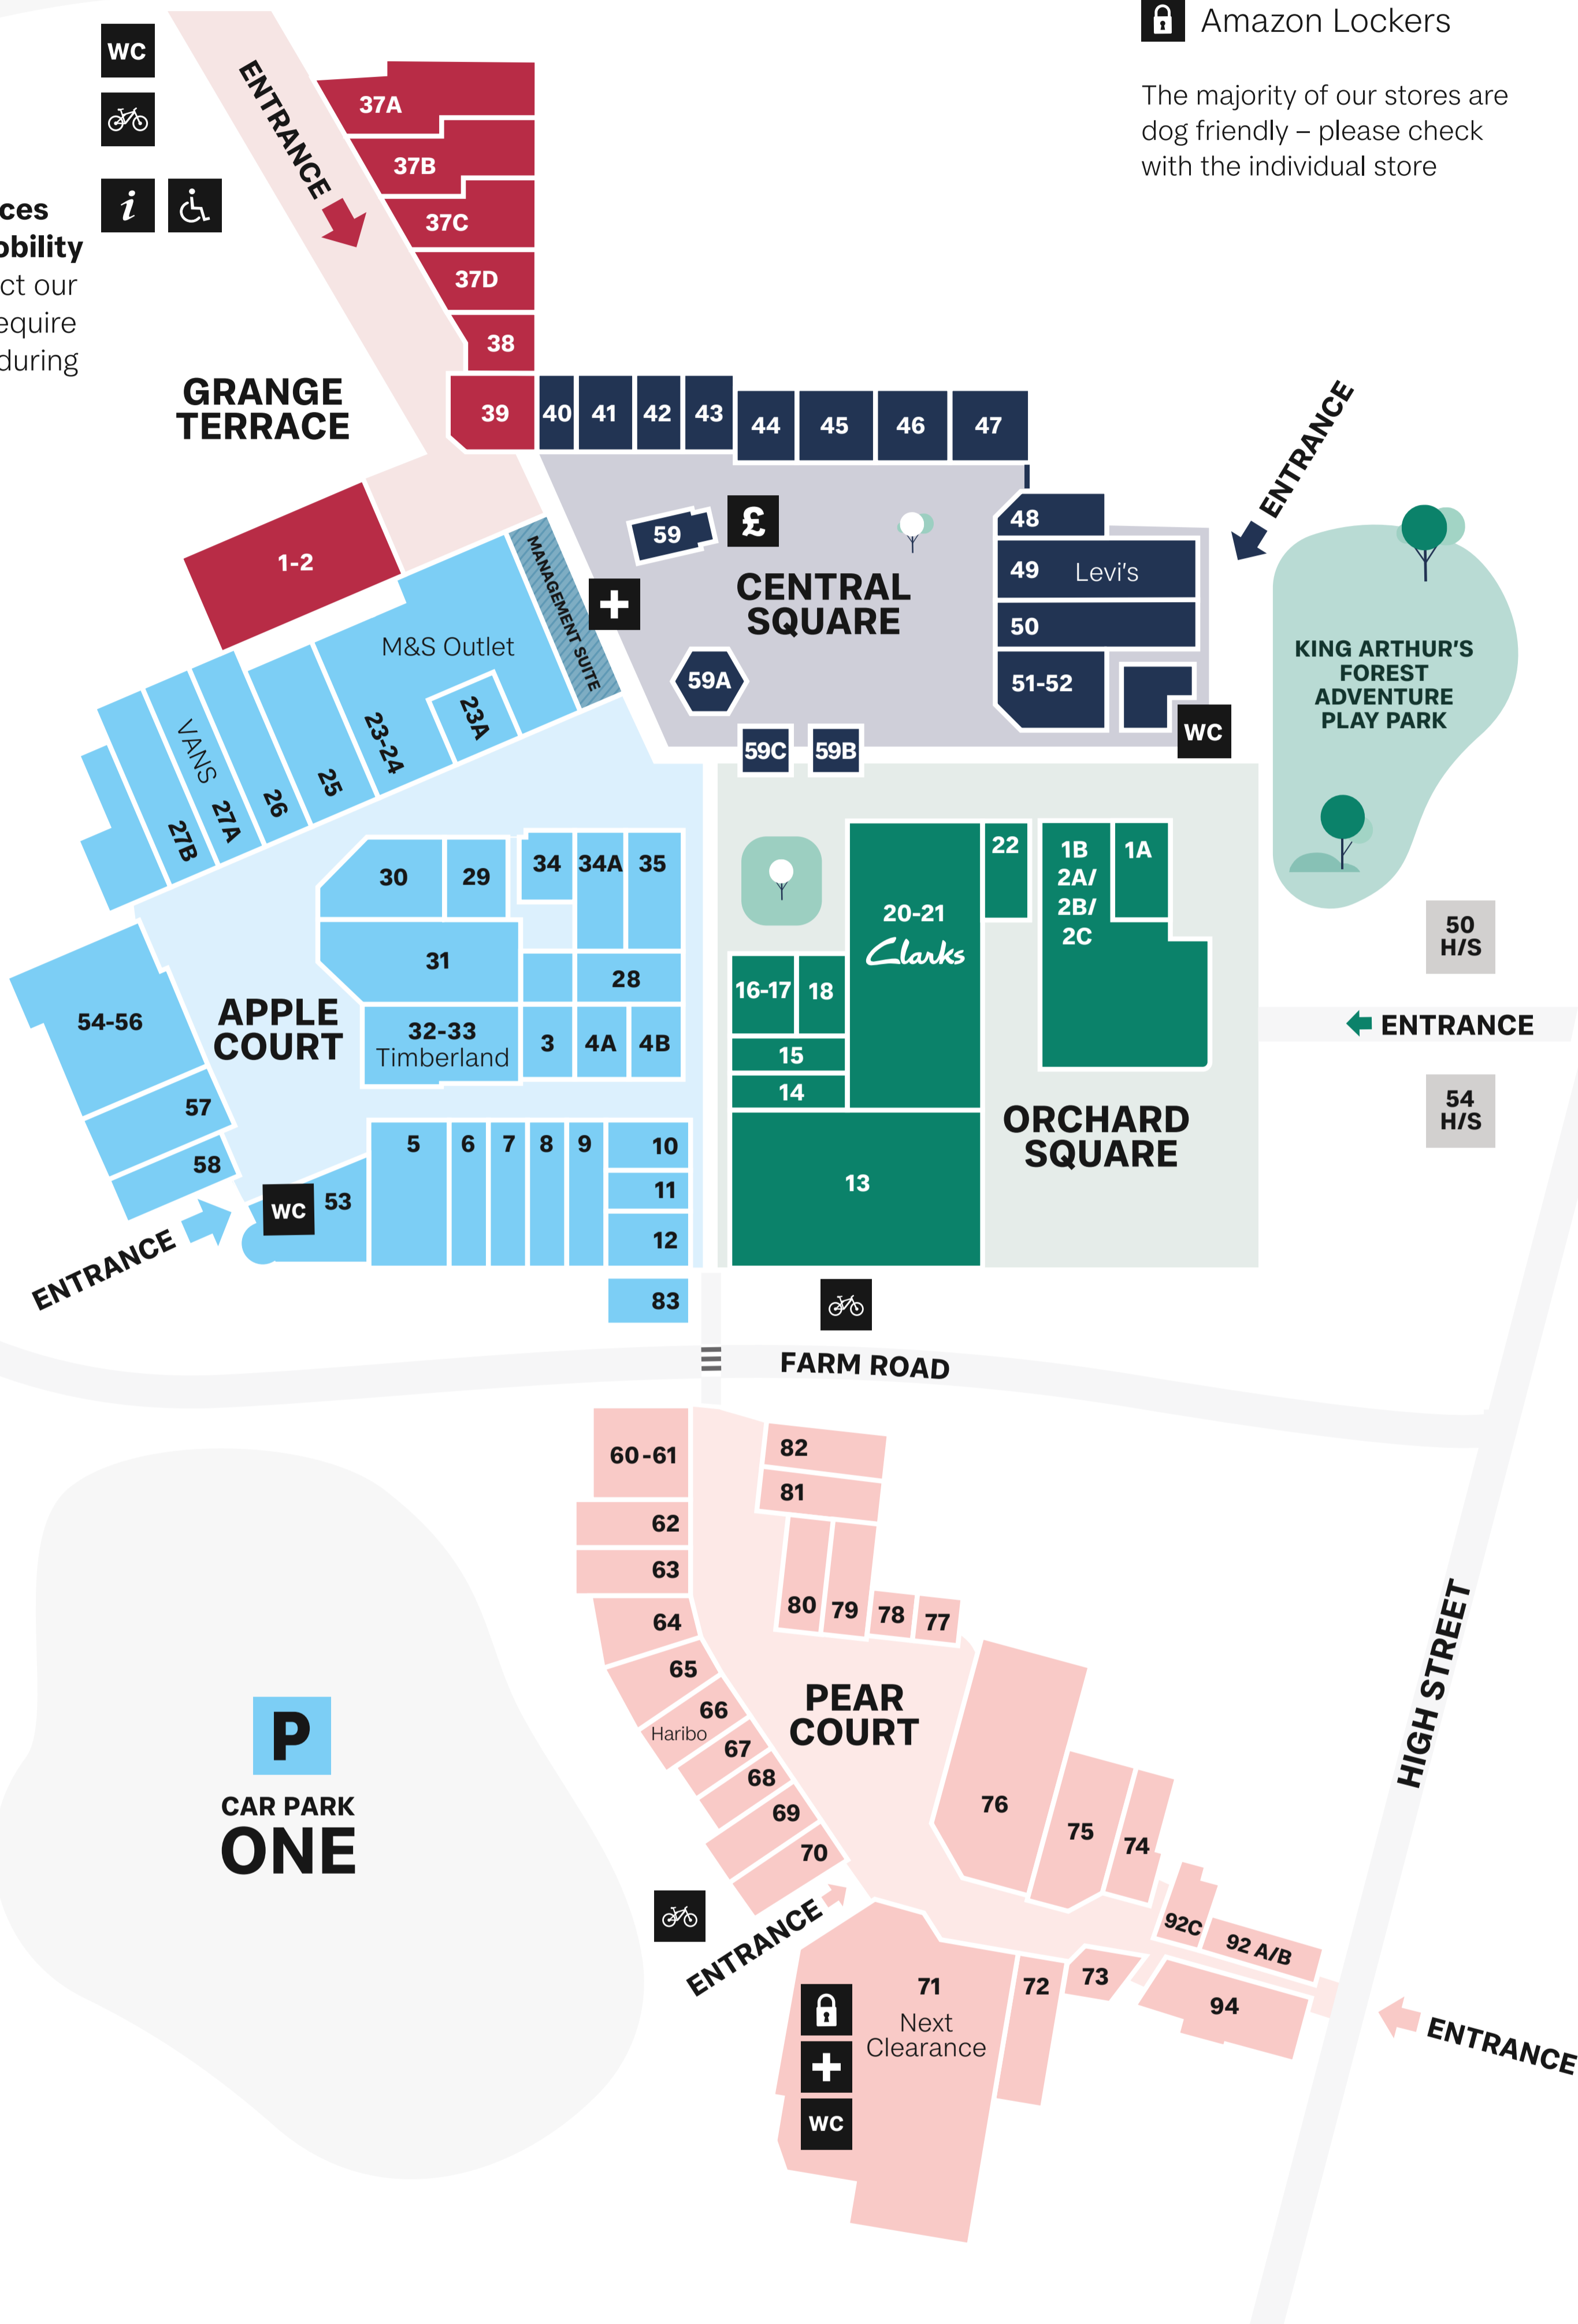 Amazon Lockers
The majority of our stores are
dog friendly – please check
with the individual store
WC
i
ces
obility
ct our
equire
during
ENTRANCE
37A
37B
37C
37D
38
39
GRANGE
TERRACE
1-2
40
41
42
43
44
45
46
47
ENTRANCE
59
£
CENTRAL
SQUARE
48
49 Levi's
50
51-52
WC
59A
59C
59B
MANAGEMENT SUITE
KING ARTHUR'S
FOREST
ADVENTURE
PLAY PARK
M&S Outlet
23A
23-24
25
26
VANS
27A
27B
30
29
34
34A
35
31
28
32-33
Timberland
3
4A
4B
APPLE
COURT
54-56
57
58
WC
53
ENTRANCE
5
6
7
8
9
10
11
12
83
20-21
Clarks
22
1B
2A/
2B/
2C
1A
16-17
18
15
14
13
ORCHARD
SQUARE
50
H/S
ENTRANCE
54
H/S
FARM ROAD
60-61
62
63
64
65
66
Haribo
67
68
69
70
82
81
80
79
78
77
PEAR
COURT
76
75
74
HIGH STREET
P
CAR PARK
ONE
ENTRANCE
92C
92 A/B
71
Next
Clearance
72
73
94
WC
ENTRANCE